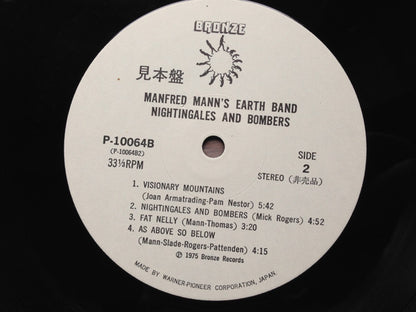 BRONZE
見本盤
MANFRED MANN'S EARTH BAND
NIGHTINGALES AND BOMBERS
P-10064B
(P-10064B2)
33⅓RPM
SIDE
2
STEREO (非売品)
1. VISIONARY MOUNTAINS
(Joan Armatrading-Pam Nestor) 5:42
2. NIGHTINGALES AND BOMBERS (Mick Rogers) 4:52
3. FAT NELLY (Mann-Thomas) 3:20
4. AS ABOVE SO BELOW
(Mann-Slade-Rogers-Pattenden) 4:15
℗ 1975 Bronze Records
MADE BY WARNER-PIONEER CORPORATION, JAPAN.